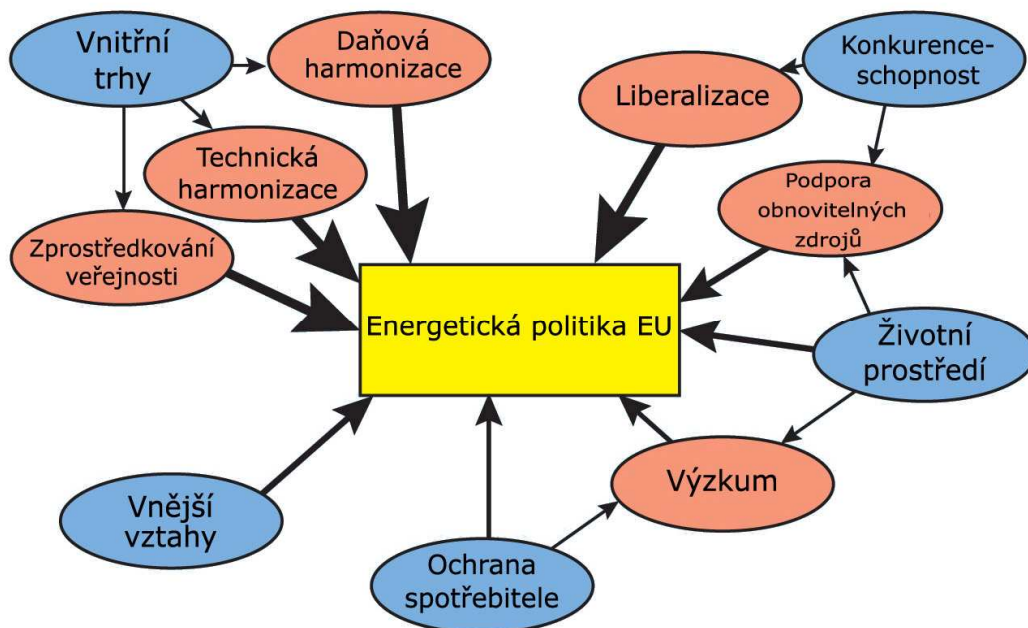 Vnitřní
trhy
Daňová
harmonizace
Liberalizace
Konkurence-
schopnost
Technická
harmonizace
Podpora
obnovitelných
zdrojů
Zprostředkování
veřejnosti
Energetická politika EU
Životní
prostředí
Výzkum
Vnější
vztahy
Ochrana
spotřebitele